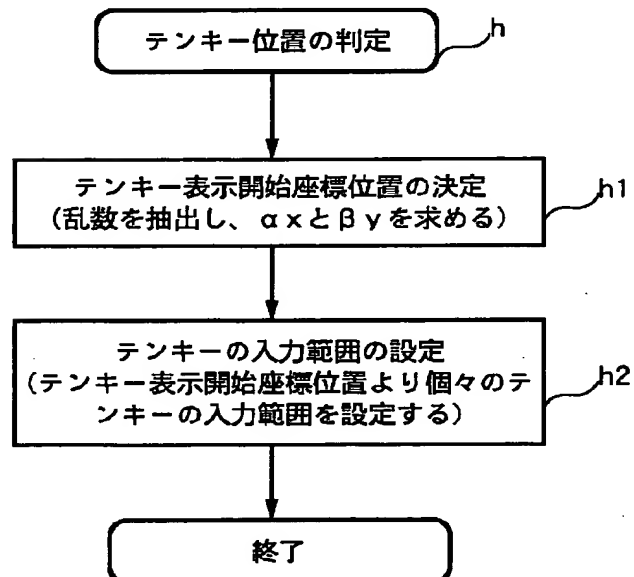 テンキー位置の判定
h
テンキー表示開始座標位置の決定
(乱数を抽出し、αxとβyを求める)
h1
テンキーの入力範囲の設定
(テンキー表示開始座標位置より個々のテ
ンキーの入力範囲を設定する)
h2
終了